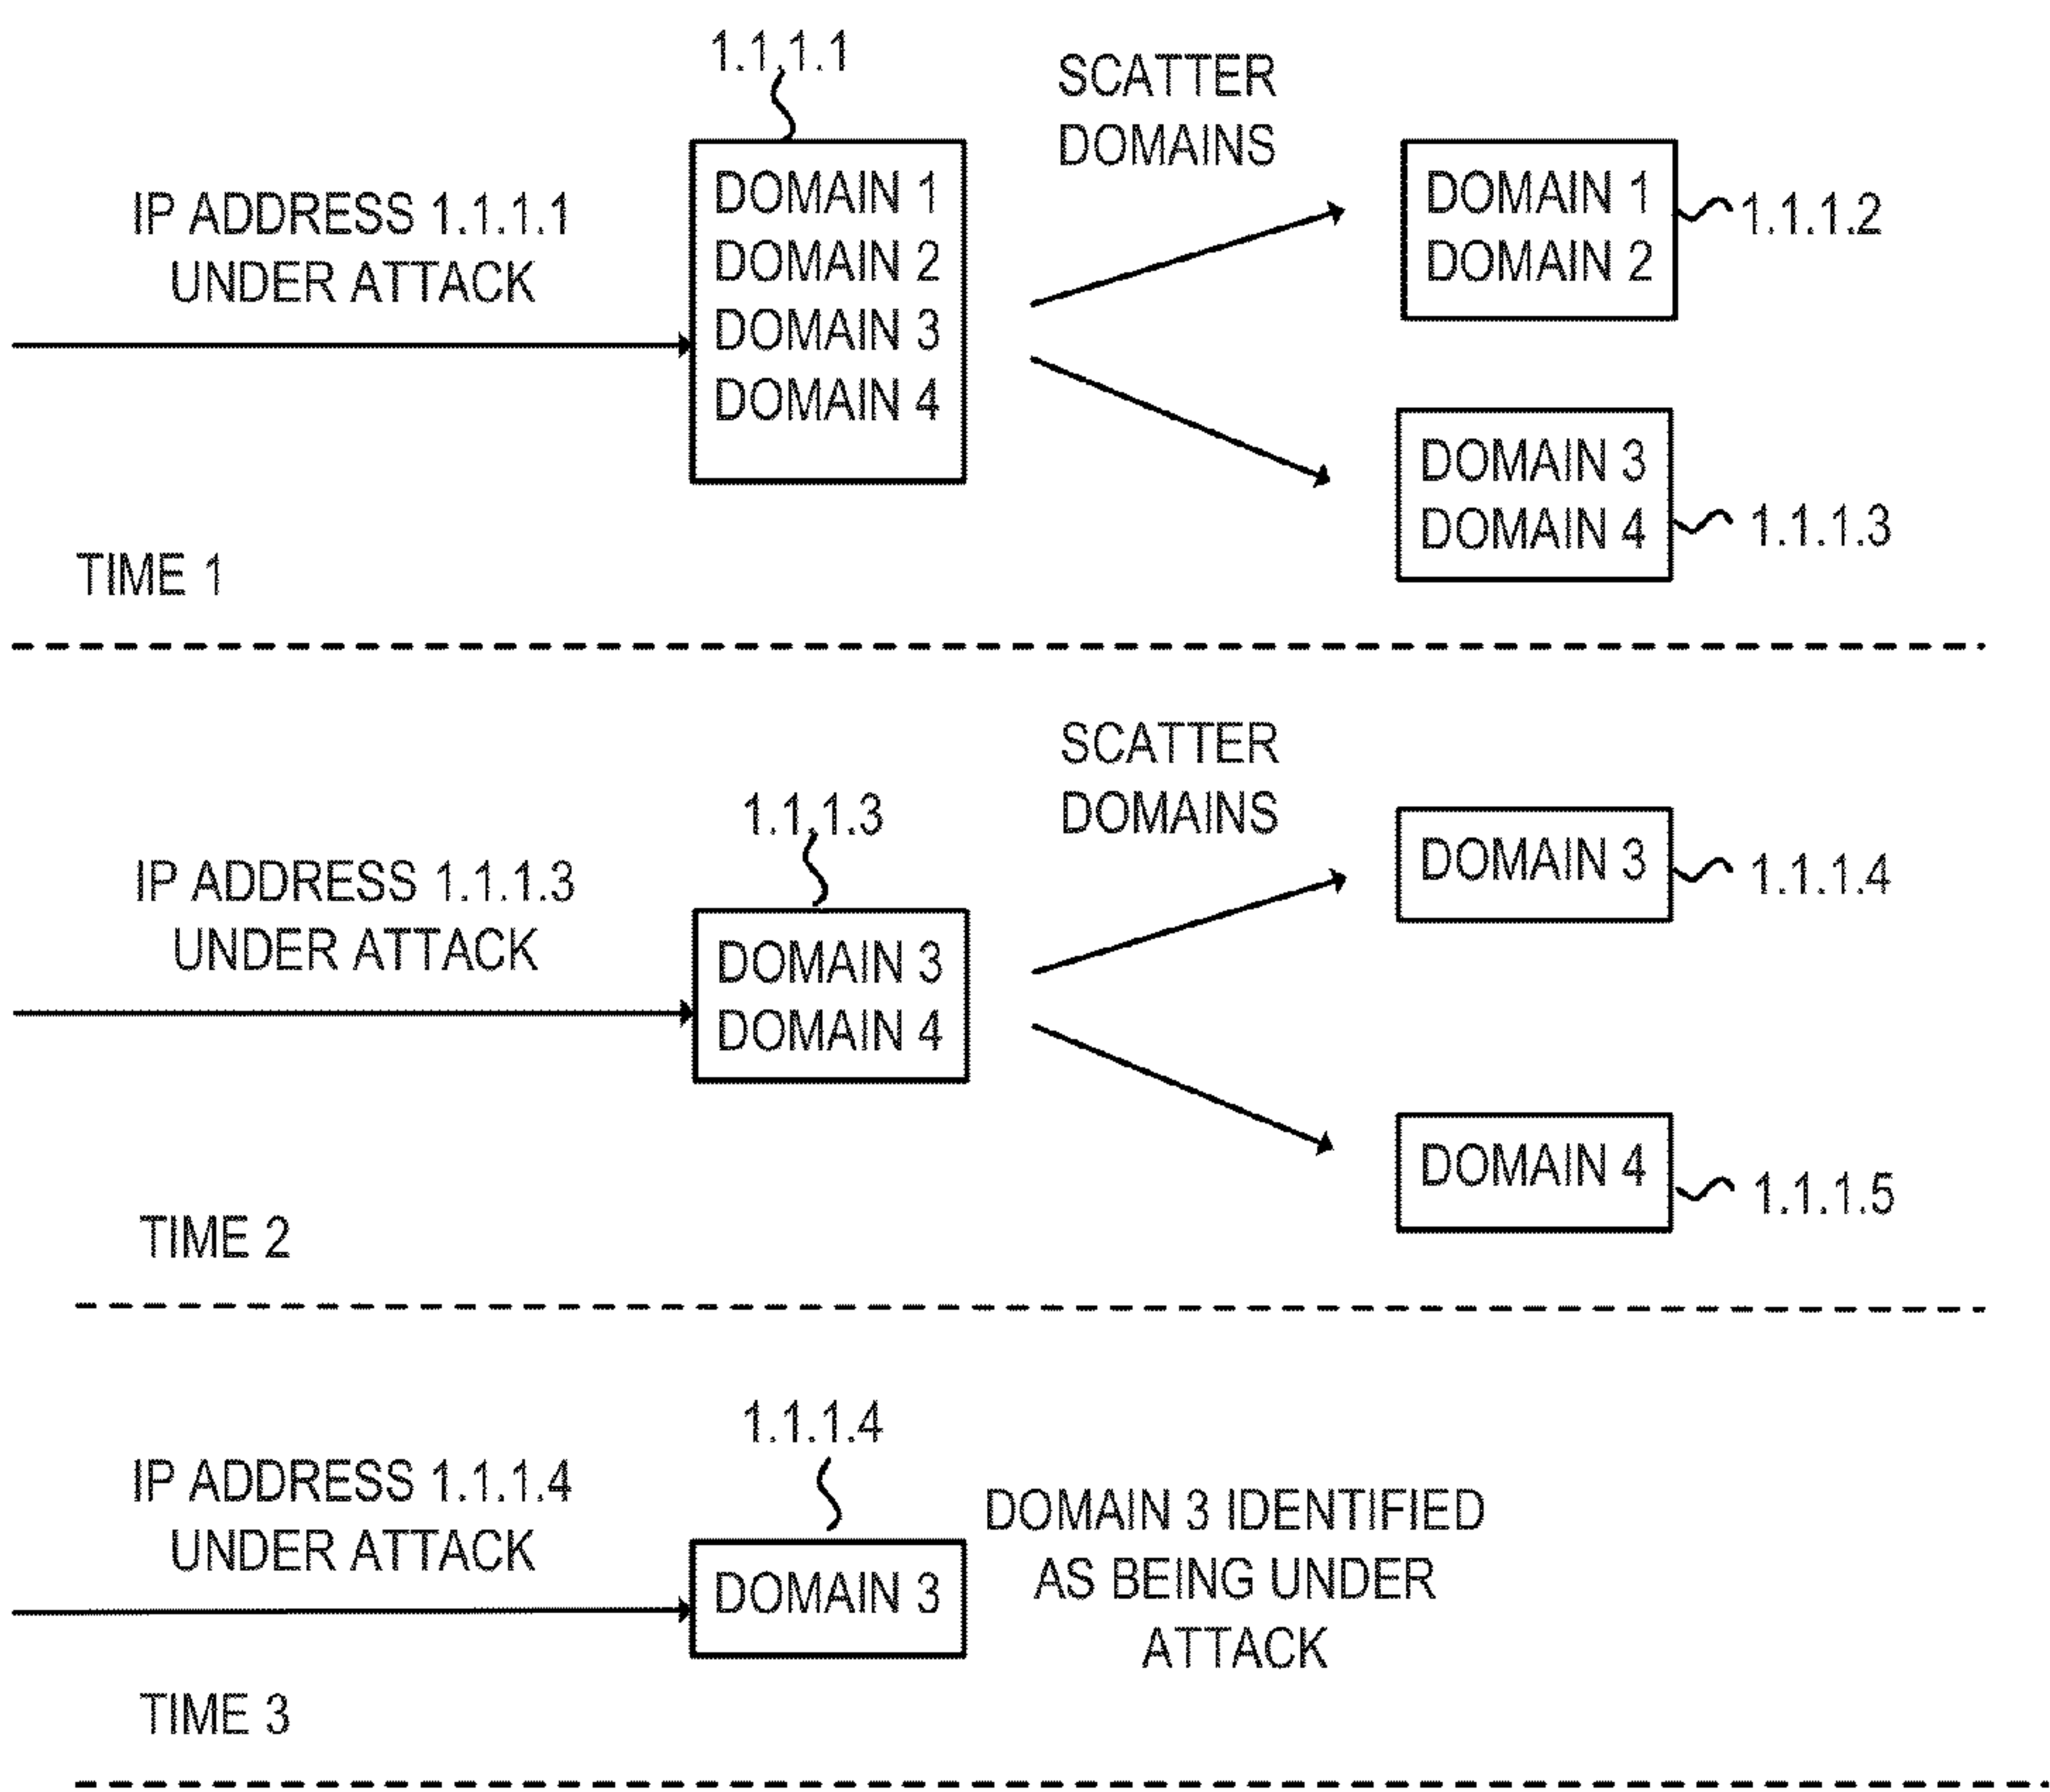 1.1.1.1
SCATTER
DOMAINS
IP ADDRESS 1.1.1.1
UNDER ATTACK
DOMAIN 1
DOMAIN 2
DOMAIN 3
DOMAIN 4
DOMAIN 1
DOMAIN 2
1.1.1.2
DOMAIN 3
DOMAIN 4
1.1.1.3
TIME 1
SCATTER
DOMAINS
1.1.1.3
IP ADDRESS 1.1.1.3
UNDER ATTACK
DOMAIN 3
DOMAIN 4
DOMAIN 3
1.1.1.4
DOMAIN 4
1.1.1.5
TIME 2
1.1.1.4
IP ADDRESS 1.1.1.4
UNDER ATTACK
DOMAIN 3
DOMAIN 3 IDENTIFIED
AS BEING UNDER
ATTACK
TIME 3